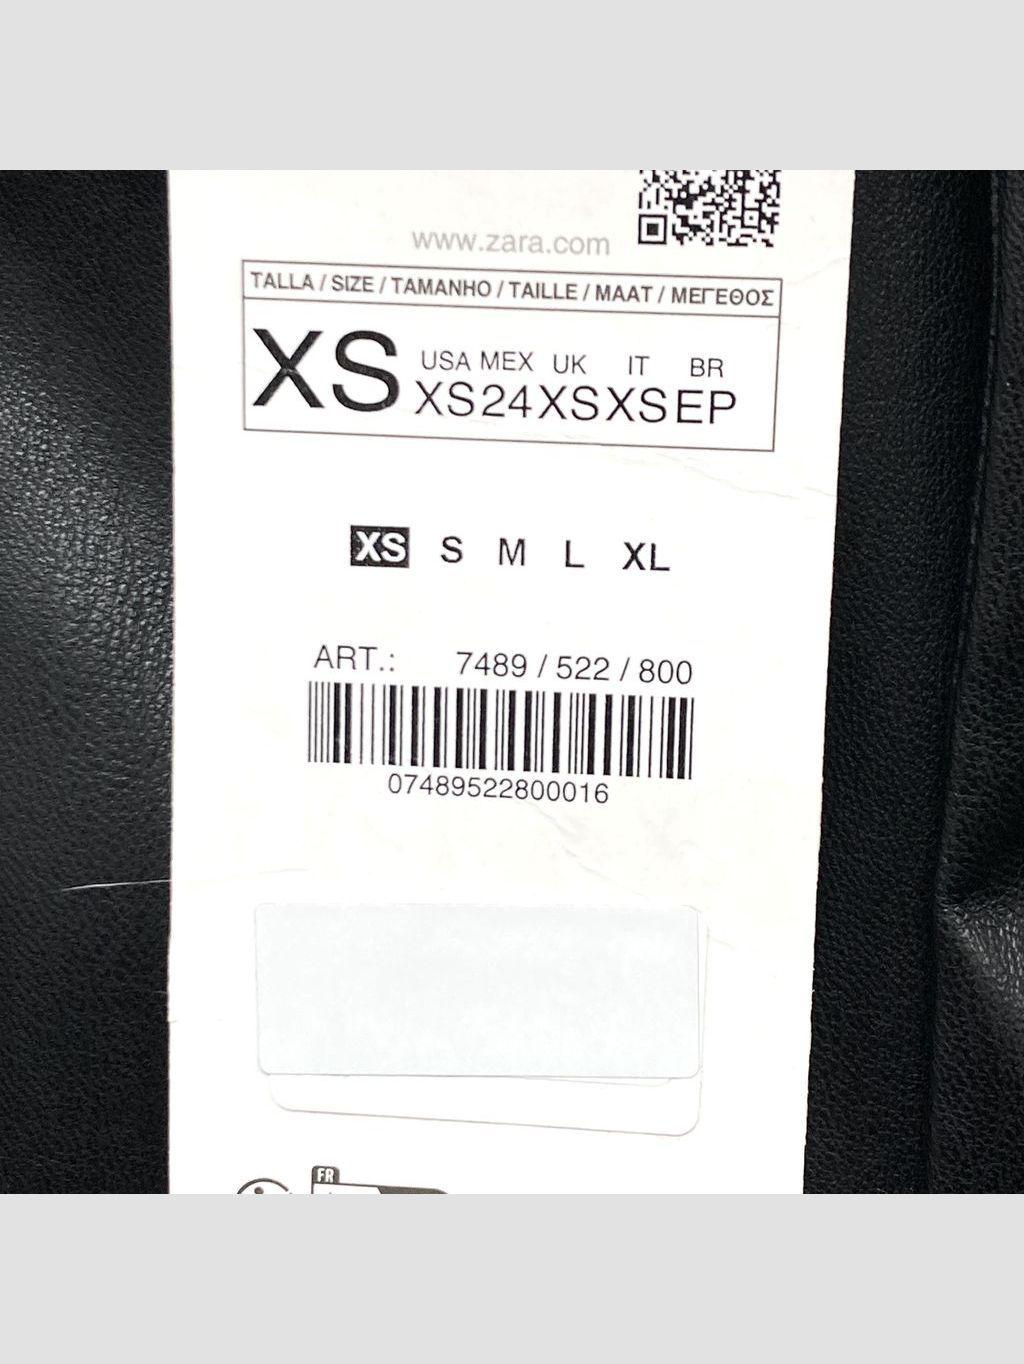 www.zara.com
TALLA / SIZE / TAMANHO / TAILLE / MAAT / ΜΕΓΕΘΟΣ
XS
USA MEX UK IT BR
XS 24 XS XS EP
XS S M L XL
ART.: 7489 / 522 / 800
07489522800016
FR